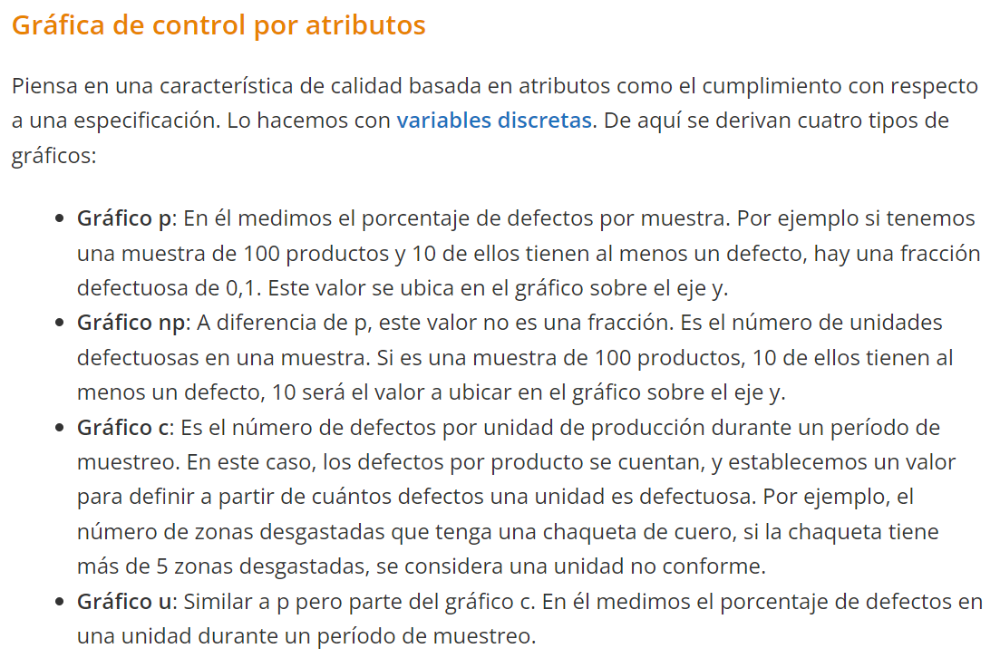 Gráfica de control por atributos
Piensa en una característica de calidad basada en atributos como el cumplimiento con respecto
a una especificación. Lo hacemos con variables discretas. De aquí se derivan cuatro tipos de
gráficos:
• Gráfico p: En él medimos el porcentaje de defectos por muestra. Por ejemplo si tenemos
una muestra de 100 productos y 10 de ellos tienen al menos un defecto, hay una fracción
defectuosa de 0,1. Este valor se ubica en el gráfico sobre el eje y.
• Gráfico np: A diferencia de p, este valor no es una fracción. Es el número de unidades
defectuosas en una muestra. Si es una muestra de 100 productos, 10 de ellos tienen al
menos un defecto, 10 será el valor a ubicar en el gráfico sobre el eje y.
• Gráfico c: Es el número de defectos por unidad de producción durante un período de
muestreo. En este caso, los defectos por producto se cuentan, y establecemos un valor
para definir a partir de cuántos defectos una unidad es defectuosa. Por ejemplo, el
número de zonas desgastadas que tenga una chaqueta de cuero, si la chaqueta tiene
más de 5 zonas desgastadas, se considera una unidad no conforme.
• Gráfico u: Similar a p pero parte del gráfico c. En él medimos el porcentaje de defectos en
una unidad durante un período de muestreo.